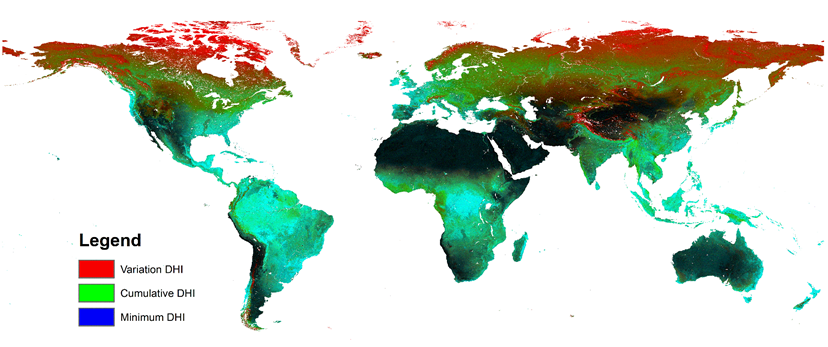 Legend
Variation DHI
Cumulative DHI
Minimum DHI